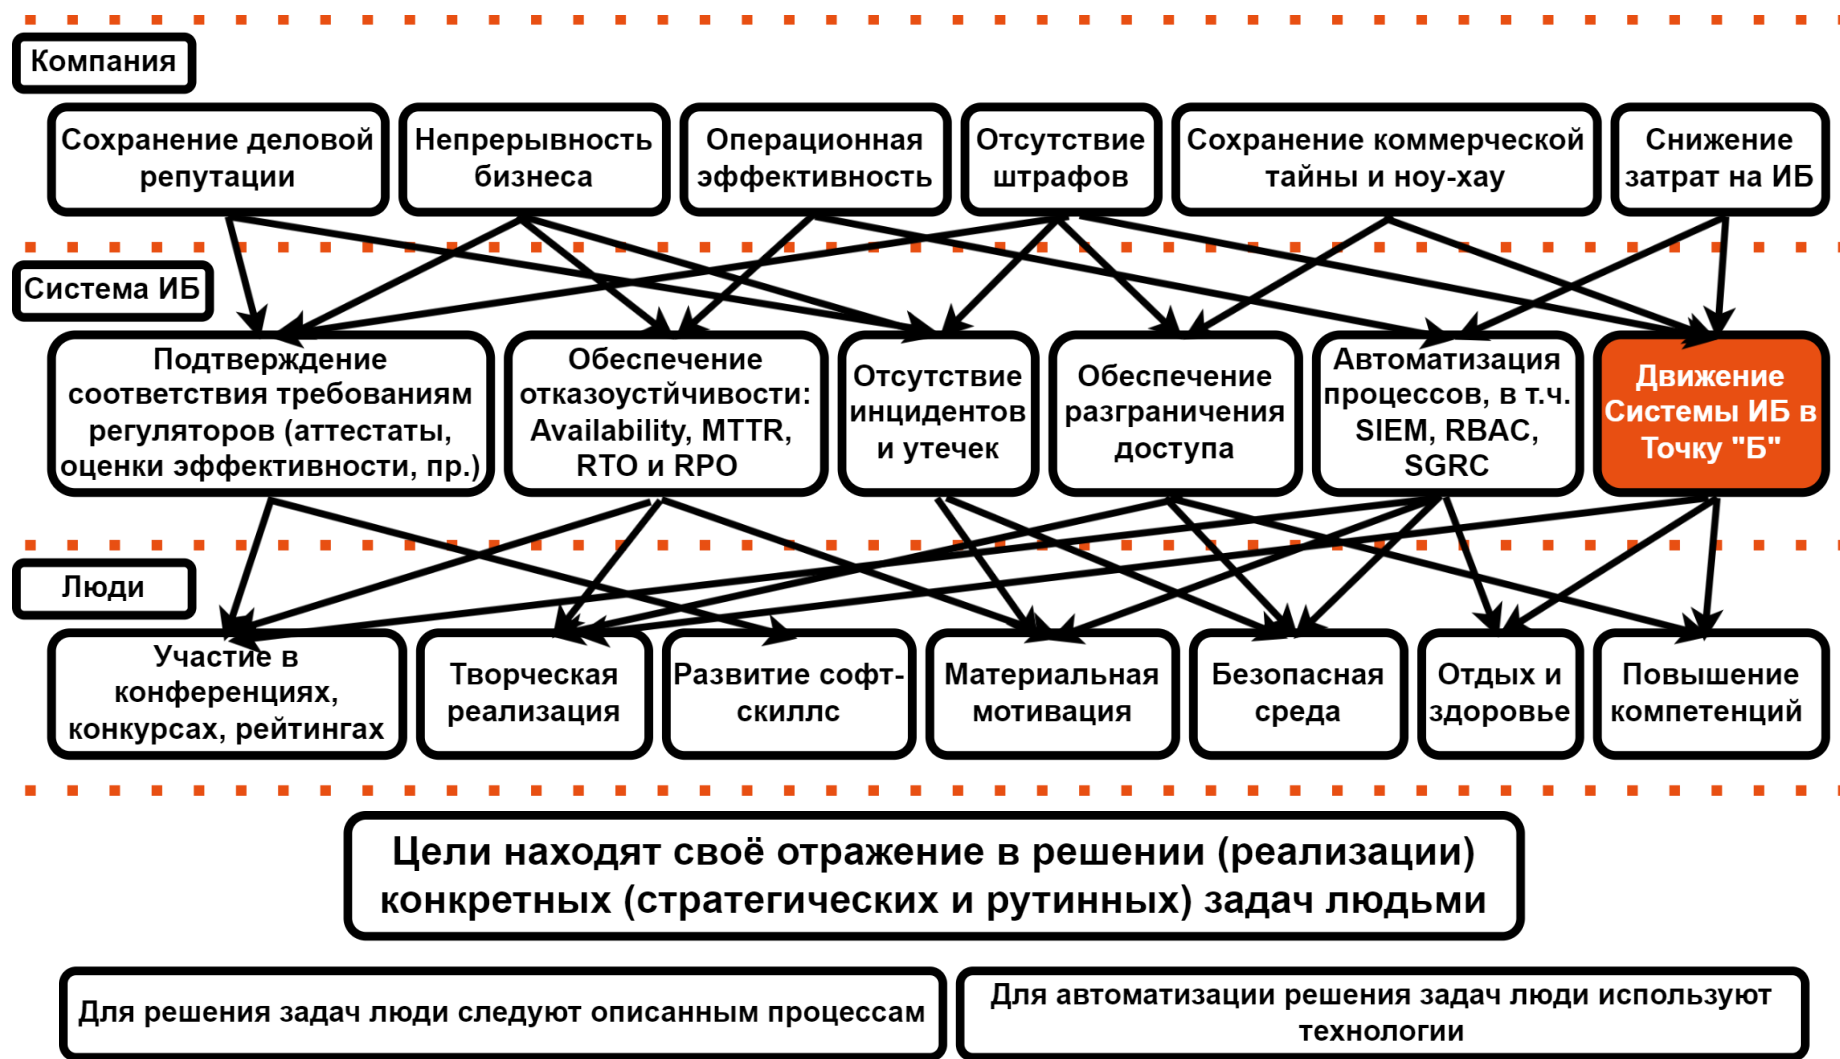 Компания
Сохранение деловой
репутации
Непрерывность
бизнеса
Операционная
эффективность
Отсутствие
штрафов
Сохранение коммерческой
тайны и ноу-хау
Снижение
затрат на ИБ
Система ИБ
Подтверждение
соответствия требованиям
регуляторов (аттестаты,
оценки эффективности, пр.)
Обеспечение
отказоустйчивости:
Availability, MTTR,
RTO и RPO
Отсутствие
инцидентов
и утечек
Обеспечение
разграничения
доступа
Автоматизация
процессов, в т.ч.
SIEM, RBAC,
SGRC
Движение
Системы ИБ в
Точку "Б"
Люди
Участие в
конференциях,
конкурсах, рейтингах
Творческая
реализация
Развитие софт-
скиллс
Материальная
мотивация
Безопасная
среда
Отдых и
здоровье
Повышение
компетенций
Цели находят своё отражение в решении (реализации)
конкретных (стратегических и рутинных) задач людьми
Для решения задач люди следуют описанным процессам
Для автоматизации решения задач люди используют
технологии